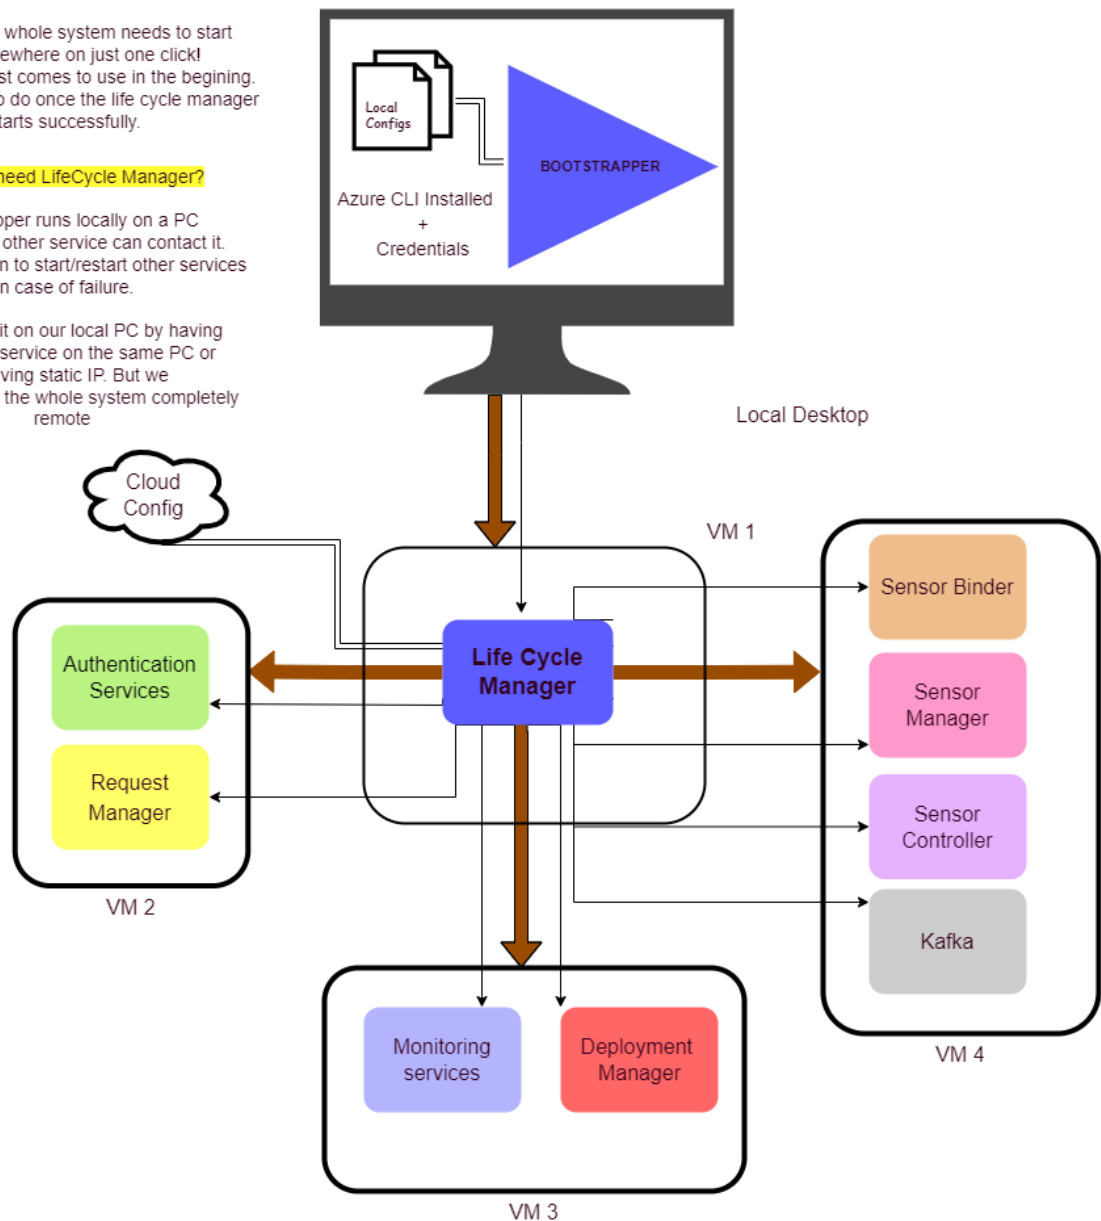 whole system needs to start
ewhere on just one click!
st comes to use in the begining.
o do once the life cycle manager
tarts successfully.
need LifeCycle Manager?
pper runs locally on a PC
other service can contact it.
n to start/restart other services
n case of failure.
it on our local PC by having
service on the same PC or
ving static IP. But we
the whole system completely
remote
Local
Configs
BOOTSTRAPPER
Azure CLI Installed
+
Credentials
Local Desktop
Cloud
Config
VM 1
Life Cycle
Manager
Authentication
Services
Request
Manager
VM 2
Sensor Binder
Sensor
Manager
Sensor
Controller
Kafka
VM 4
Monitoring
services
Deployment
Manager
VM 3